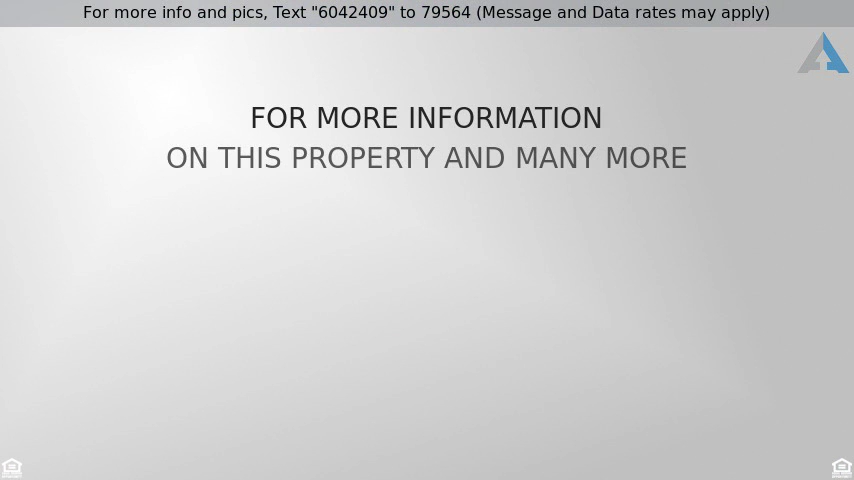 For more info and pics, Text "6042409" to 79564 (Message and Data rates may apply)
FOR MORE INFORMATION
ON THIS PROPERTY AND MANY MORE